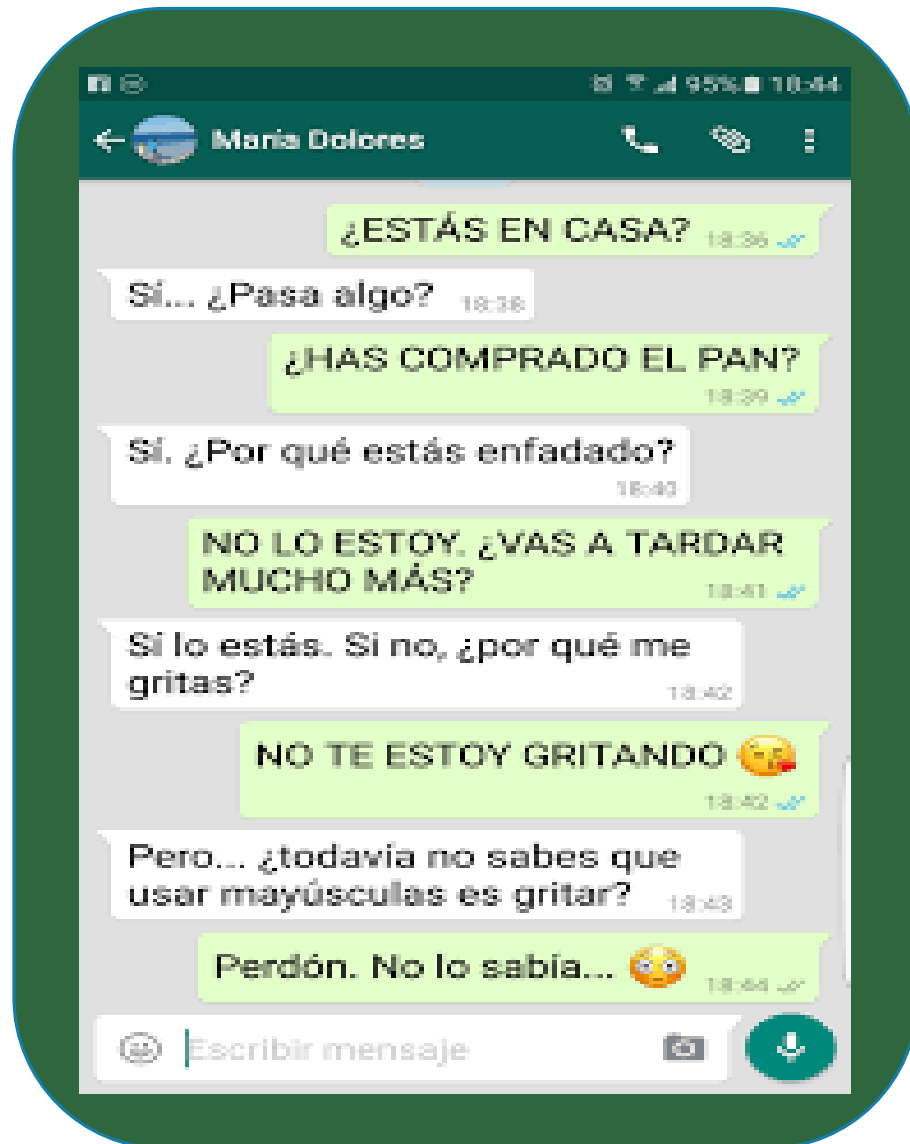 95% 18:44
Maria Dolores
¿ESTÁS EN CASA? 18:36
Sí... ¿Pasa algo? 18:38
¿HAS COMPRADO EL PAN?
18:39
Sí. ¿Por qué estás enfadado?
18:40
NO LO ESTOY. ¿VAS A TARDAR
MUCHO MÁS? 18:41
Sí lo estás. Si no, ¿por qué me
gritas? 18:42
NO TE ESTOY GRITANDO 😘
18:42
Pero... ¿todavía no sabes que
usar mayúsculas es gritar? 18:43
Perdón. No lo sabía... 😳 18:44
Escribir mensaje